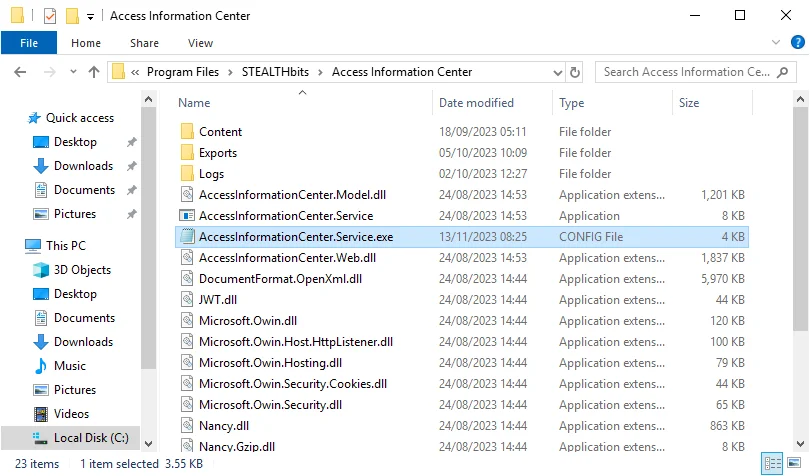 Access Information Center
File Home Share View
« Program Files › STEALTHbits › Access Information Center Search Access Information Ce...
Name Date modified Type Size
Quick access
Desktop
Downloads
Documents
Pictures
This PC
3D Objects
Desktop
Documents
Downloads
Music
Pictures
Videos
Local Disk (C:)
Content 18/09/2023 05:11 File folder
Exports 05/10/2023 10:09 File folder
Logs 02/10/2023 12:27 File folder
AccessInformationCenter.Model.dll 24/08/2023 14:53 Application extens... 1,201 KB
AccessInformationCenter.Service 24/08/2023 14:53 Application 8 KB
AccessInformationCenter.Service.exe 13/11/2023 08:25 CONFIG File 4 KB
AccessInformationCenter.Web.dll 24/08/2023 14:53 Application extens... 1,837 KB
DocumentFormat.OpenXml.dll 24/08/2023 14:44 Application extens... 5,970 KB
JWT.dll 24/08/2023 14:44 Application extens... 44 KB
Microsoft.Owin.dll 24/08/2023 14:44 Application extens... 120 KB
Microsoft.Owin.Host.HttpListener.dll 24/08/2023 14:44 Application extens... 100 KB
Microsoft.Owin.Hosting.dll 24/08/2023 14:44 Application extens... 79 KB
Microsoft.Owin.Security.Cookies.dll 24/08/2023 14:44 Application extens... 44 KB
Microsoft.Owin.Security.dll 24/08/2023 14:44 Application extens... 65 KB
Nancy.dll 24/08/2023 14:44 Application extens... 863 KB
Nancy.Gzip.dll 24/08/2023 14:44 Application extens... 8 KB
23 items 1 item selected 3.55 KB